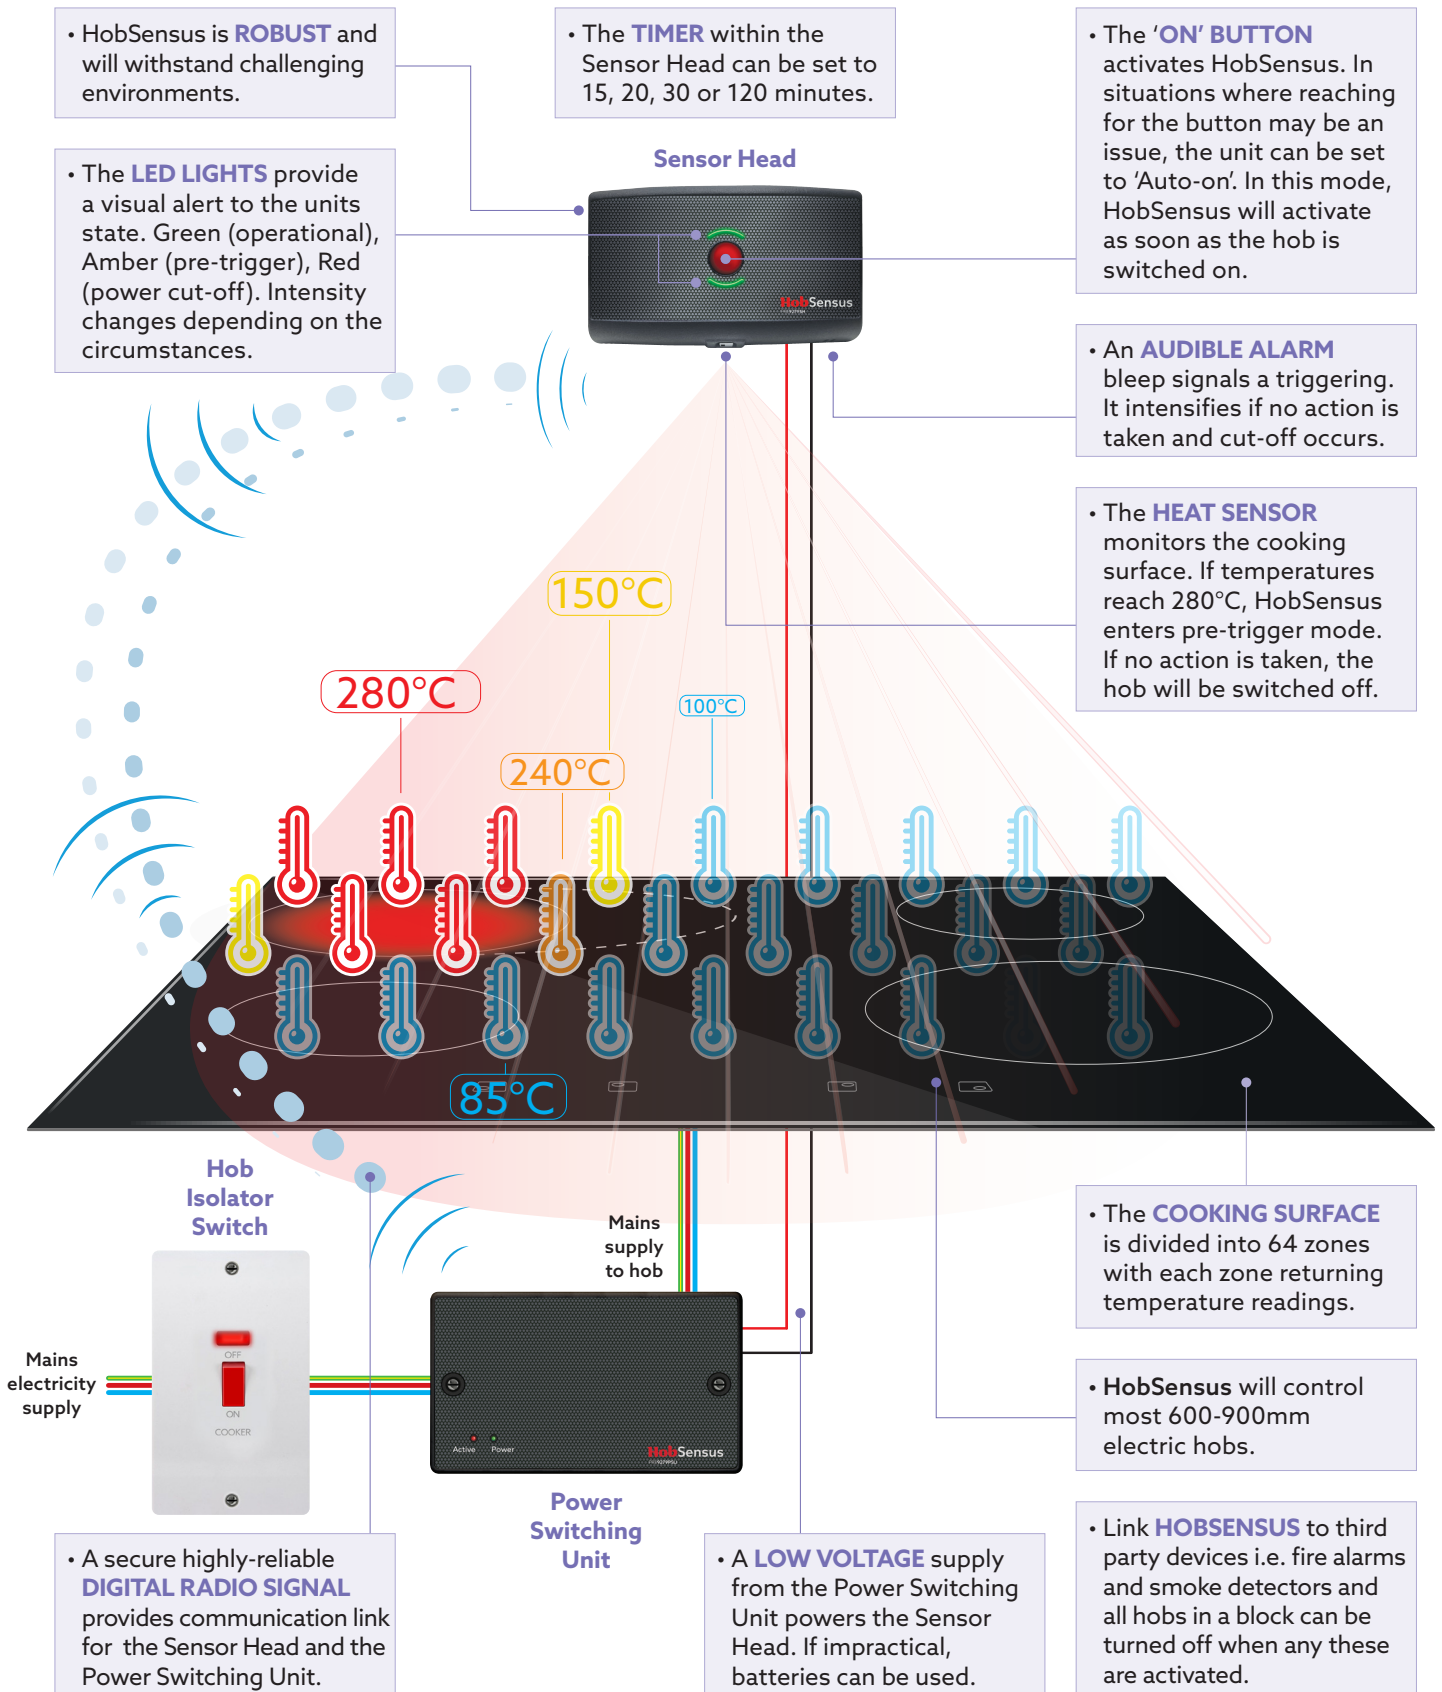 • HobSensus is ROBUST and
will withstand challenging
environments.
• The TIMER within the
Sensor Head can be set to
15, 20, 30 or 120 minutes.
• The ‘ON’ BUTTON
activates HobSensus. In
situations where reaching
for the button may be an
issue, the unit can be set
to ‘Auto-on’. In this mode,
HobSensus will activate
as soon as the hob is
switched on.
• The LED LIGHTS provide
a visual alert to the units
state. Green (operational),
Amber (pre-trigger), Red
(power cut-off). Intensity
changes depending on the
circumstances.
Sensor Head
HobSensus
• An AUDIBLE ALARM
bleep signals a triggering.
It intensifies if no action is
taken and cut-off occurs.
• The HEAT SENSOR
monitors the cooking
surface. If temperatures
reach 280°C, HobSensus
enters pre-trigger mode.
If no action is taken, the
hob will be switched off.
150°C
280°C
100°C
240°C
85°C
Hob
Isolator
Switch
Mains
supply
to hob
• The COOKING SURFACE
is divided into 64 zones
with each zone returning
temperature readings.
Mains
electricity
supply
OFF
ON
COOKER
Active Power
HobSensus
• HobSensus will control
most 600-900mm
electric hobs.
Power
Switching
Unit
• A secure highly-reliable
DIGITAL RADIO SIGNAL
provides communication link
for the Sensor Head and the
Power Switching Unit.
• A LOW VOLTAGE supply
from the Power Switching
Unit powers the Sensor
Head. If impractical,
batteries can be used.
• Link HOBSENSUS to third
party devices i.e. fire alarms
and smoke detectors and
all hobs in a block can be
turned off when any these
are activated.